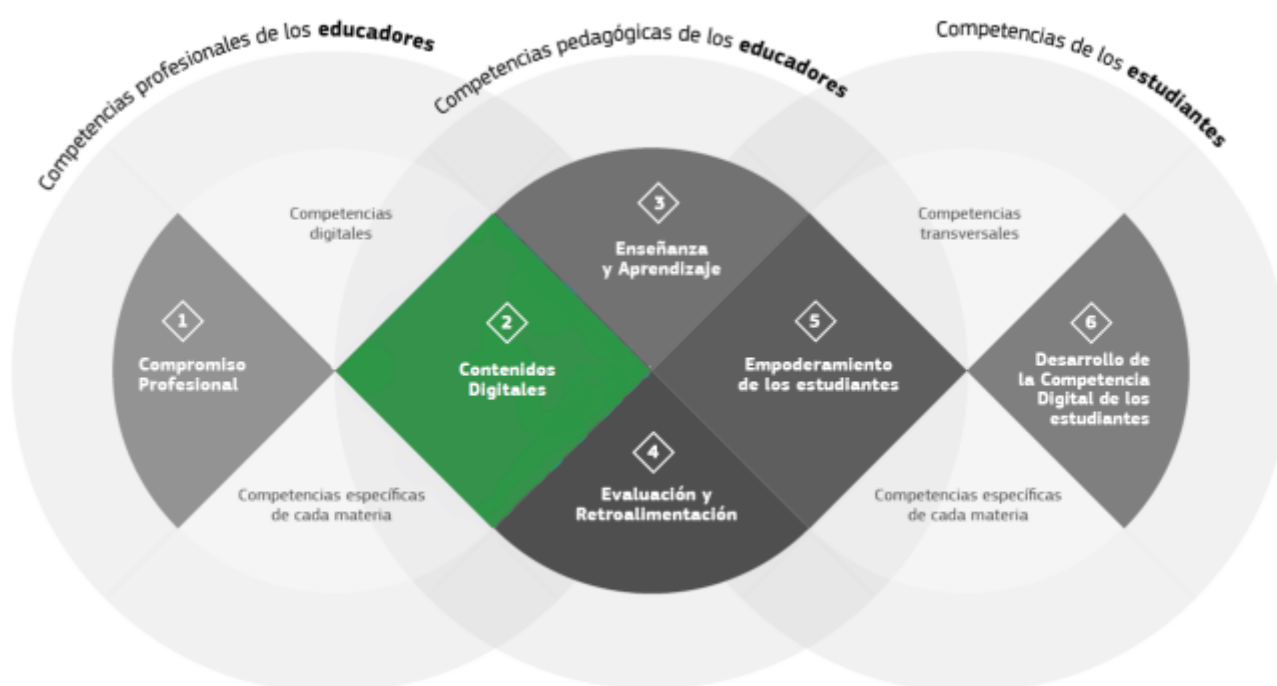 Competencias profesionales de los educadores
Competencias pedagógicas de los educadores
Competencias de los estudiantes
Competencias
digitales
Competencias
transversales
1
Compromiso
Profesional
2
Contenidos
Digitales
3
Enseñanza
y Aprendizaje
4
Evaluación y
Retroalimentación
5
Empoderamiento
de los estudiantes
6
Desarrollo de
la Competencia
Digital de los
estudiantes
Competencias específicas
de cada materia
Competencias específicas
de cada materia